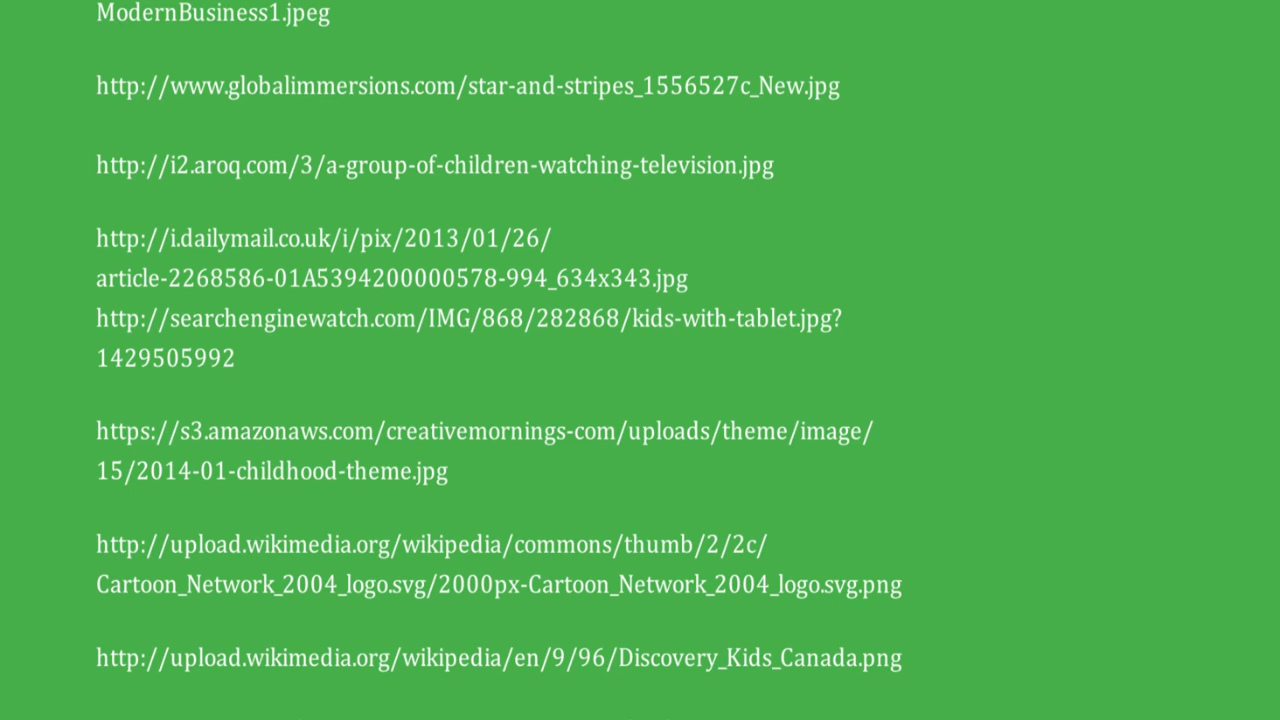 ModernBusiness1.jpeg
http://www.globalimmersions.com/star-and-stripes_1556527c_New.jpg
http://i2.aroq.com/3/a-group-of-children-watching-television.jpg
http://i.dailymail.co.uk/i/pix/2013/01/26/
article-2268586-01A5394200000578-994_634x343.jpg
http://searchenginewatch.com/IMG/868/282868/kids-with-tablet.jpg?
1429505992
https://s3.amazonaws.com/creativemornings-com/uploads/theme/image/
15/2014-01-childhood-theme.jpg
http://upload.wikimedia.org/wikipedia/commons/thumb/2/2c/
Cartoon_Network_2004_logo.svg/2000px-Cartoon_Network_2004_logo.svg.png
http://upload.wikimedia.org/wikipedia/en/9/96/Discovery_Kids_Canada.png